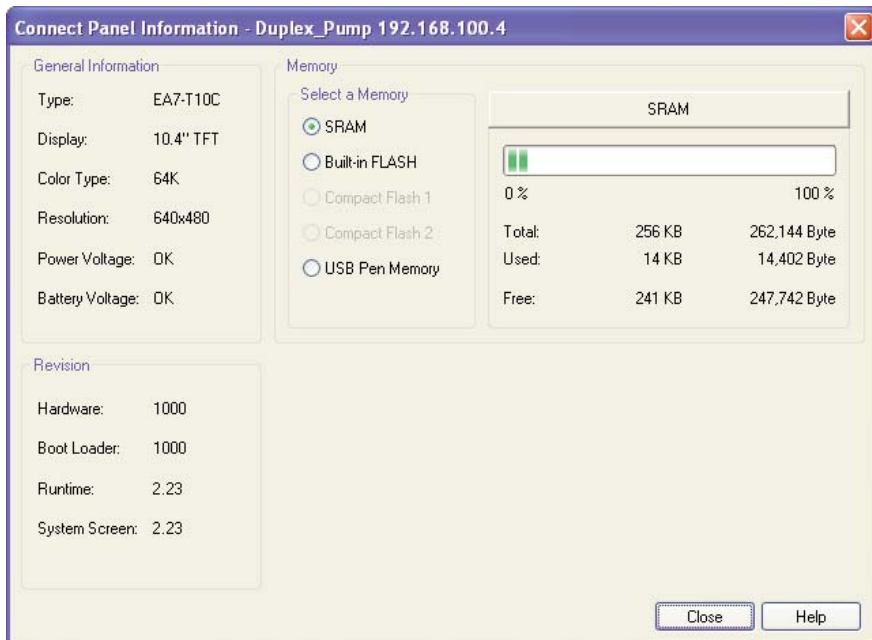 Connect Panel Information - Duplex_Pump 192.168.100.4
General Information
Type: EA7-T10C
Display: 10.4" TFT
Color Type: 64K
Resolution: 640x480
Power Voltage: OK
Battery Voltage: OK
Memory
Select a Memory
SRAM
Built-in FLASH
Compact Flash 1
Compact Flash 2
USB Pen Memory
SRAM
0 % 100 %
Total: 256 KB 262,144 Byte
Used: 14 KB 14,402 Byte
Free: 241 KB 247,742 Byte
Revision
Hardware: 1000
Boot Loader: 1000
Runtime: 2.23
System Screen: 2.23
Close Help